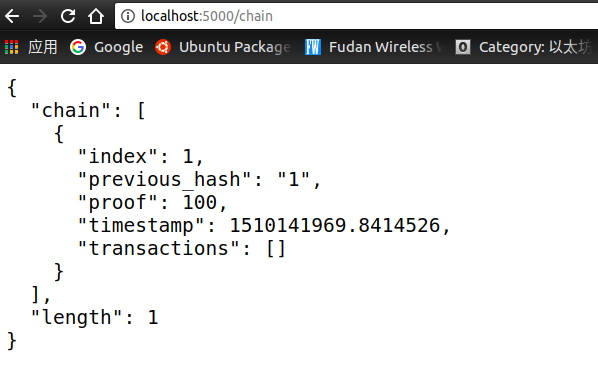 localhost:5000/chain
应用 Google Ubuntu Package Fudan Wireless Category: 以太坊
{
  "chain": [
    {
      "index": 1,
      "previous_hash": "1",
      "proof": 100,
      "timestamp": 1510141969.8414526,
      "transactions": []
    }
  ],
  "length": 1
}